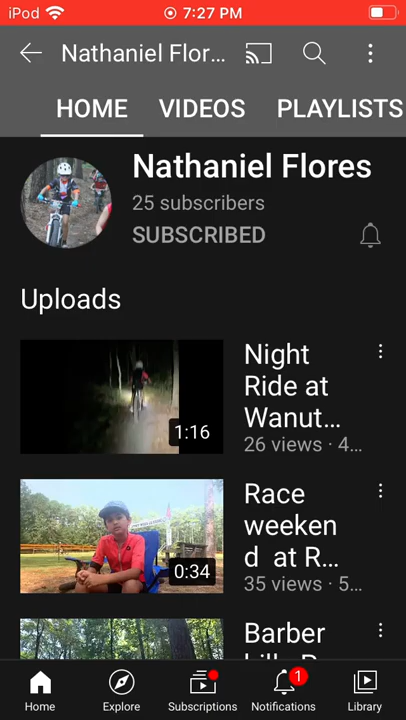 iPod 7:27 PM
Nathaniel Flor...
HOME VIDEOS PLAYLISTS
Nathaniel Flores
25 subscribers
SUBSCRIBED
Uploads
Night
Ride at
Wanut...
26 views · 4...
1:16
Race
weeken
d at R...
35 views · 5...
0:34
Barber
1
Home Explore Subscriptions Notifications Library